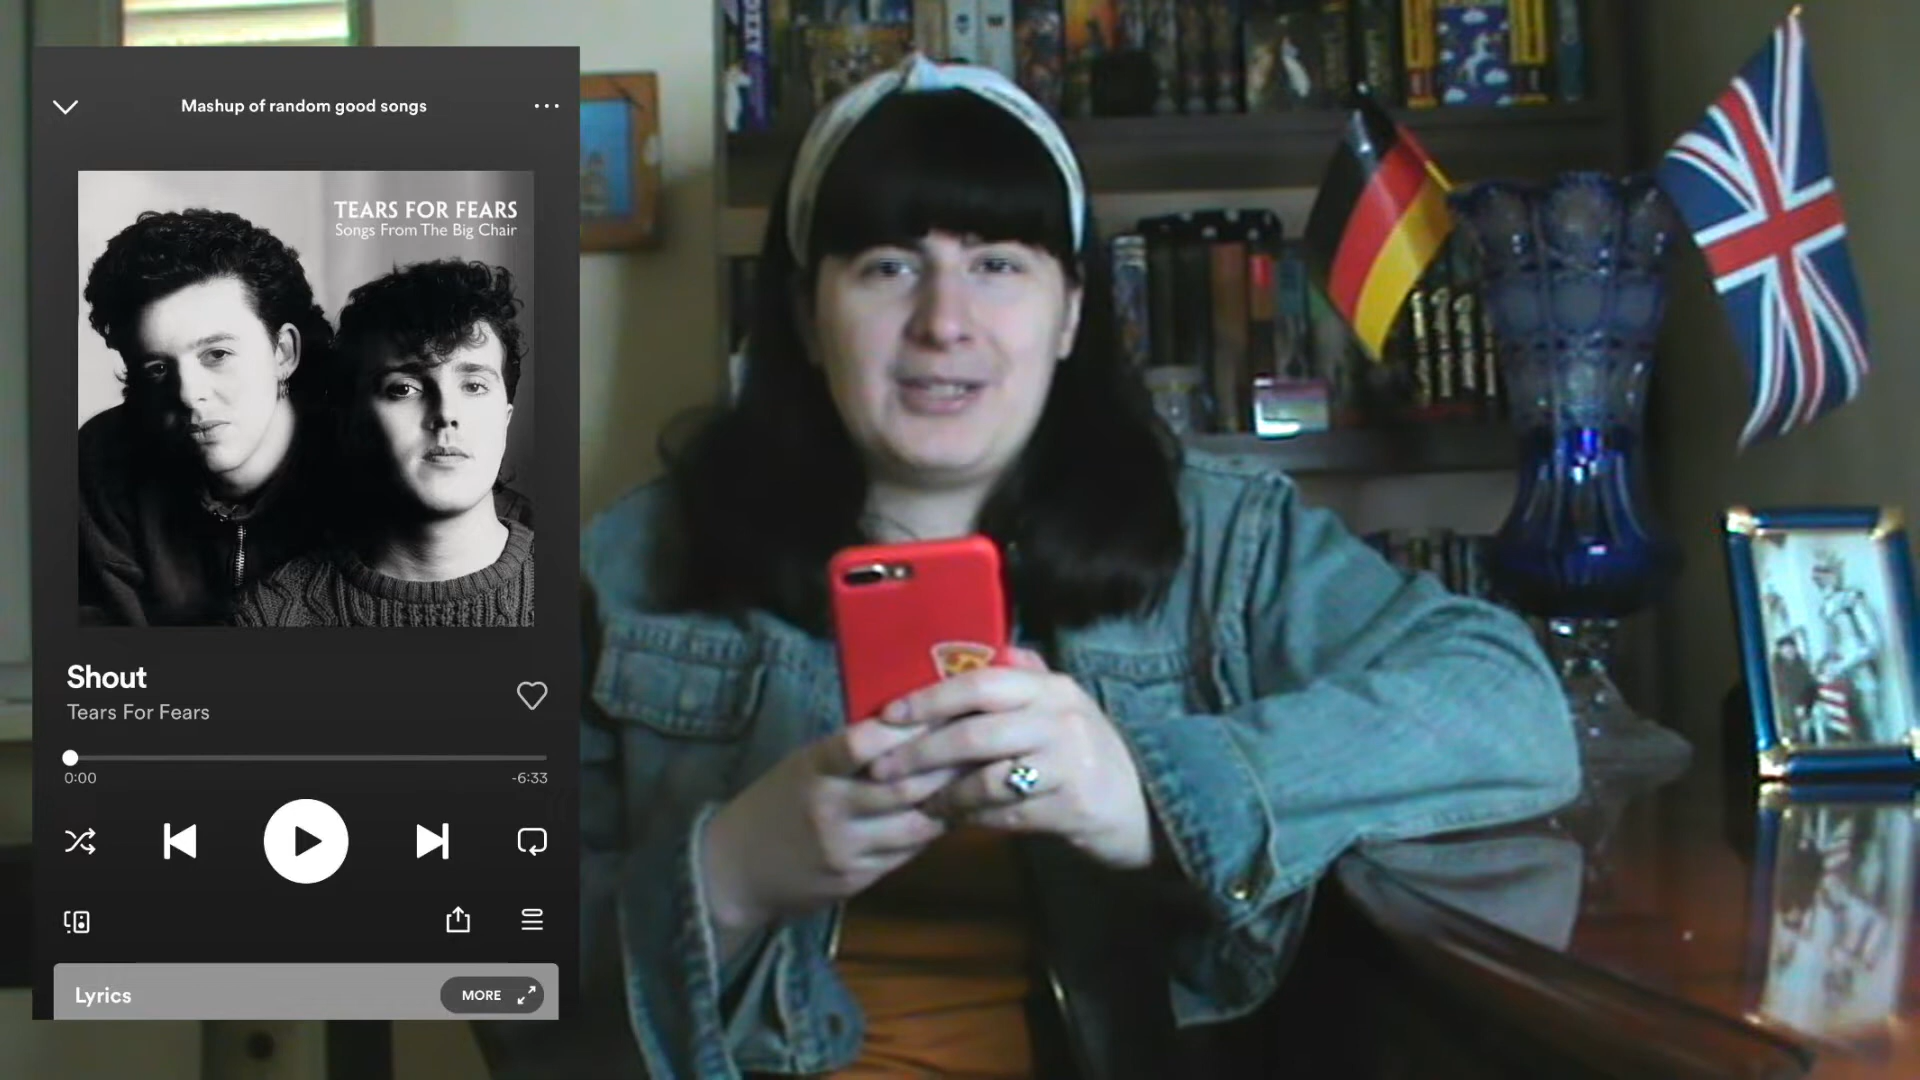 Mashup of random good songs
TEARS FOR FEARS
Songs From The Big Chair
Shout
Tears For Fears
0:00
-6:33
Lyrics
MORE